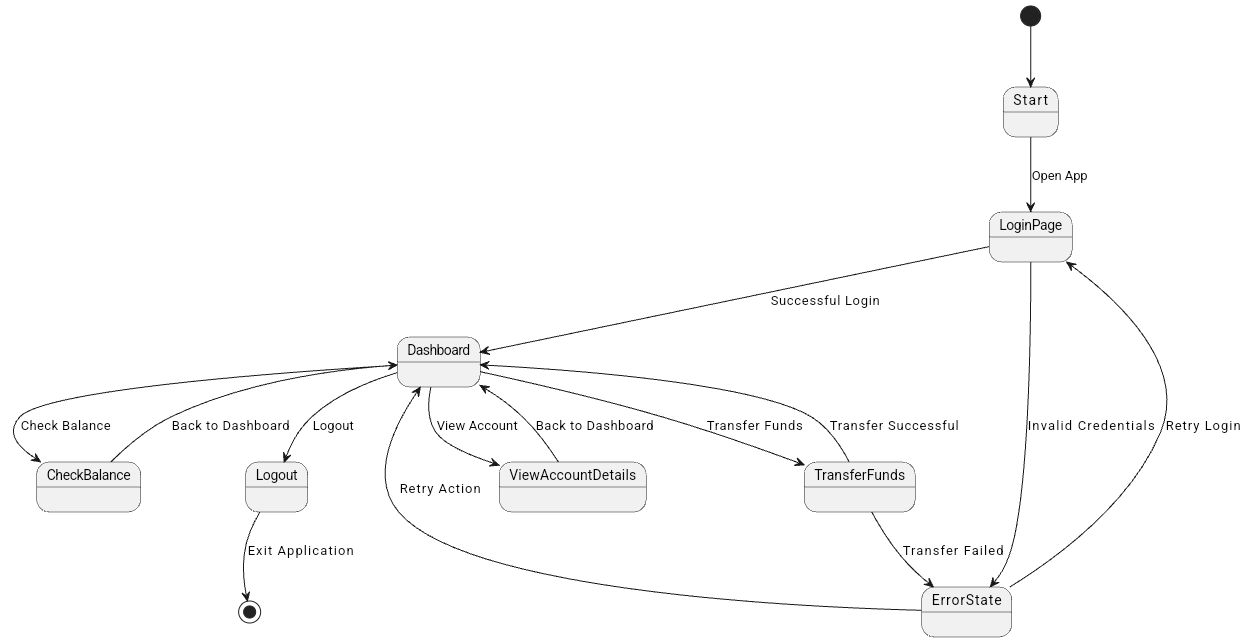 Start
Open App
LoginPage
Successful Login
Dashboard
Check Balance
Back to Dashboard
Logout
View Account
Back to Dashboard
Transfer Funds
Transfer Successful
Invalid Credentials
Retry Login
CheckBalance
Logout
ViewAccountDetails
TransferFunds
Retry Action
Exit Application
Transfer Failed
ErrorState